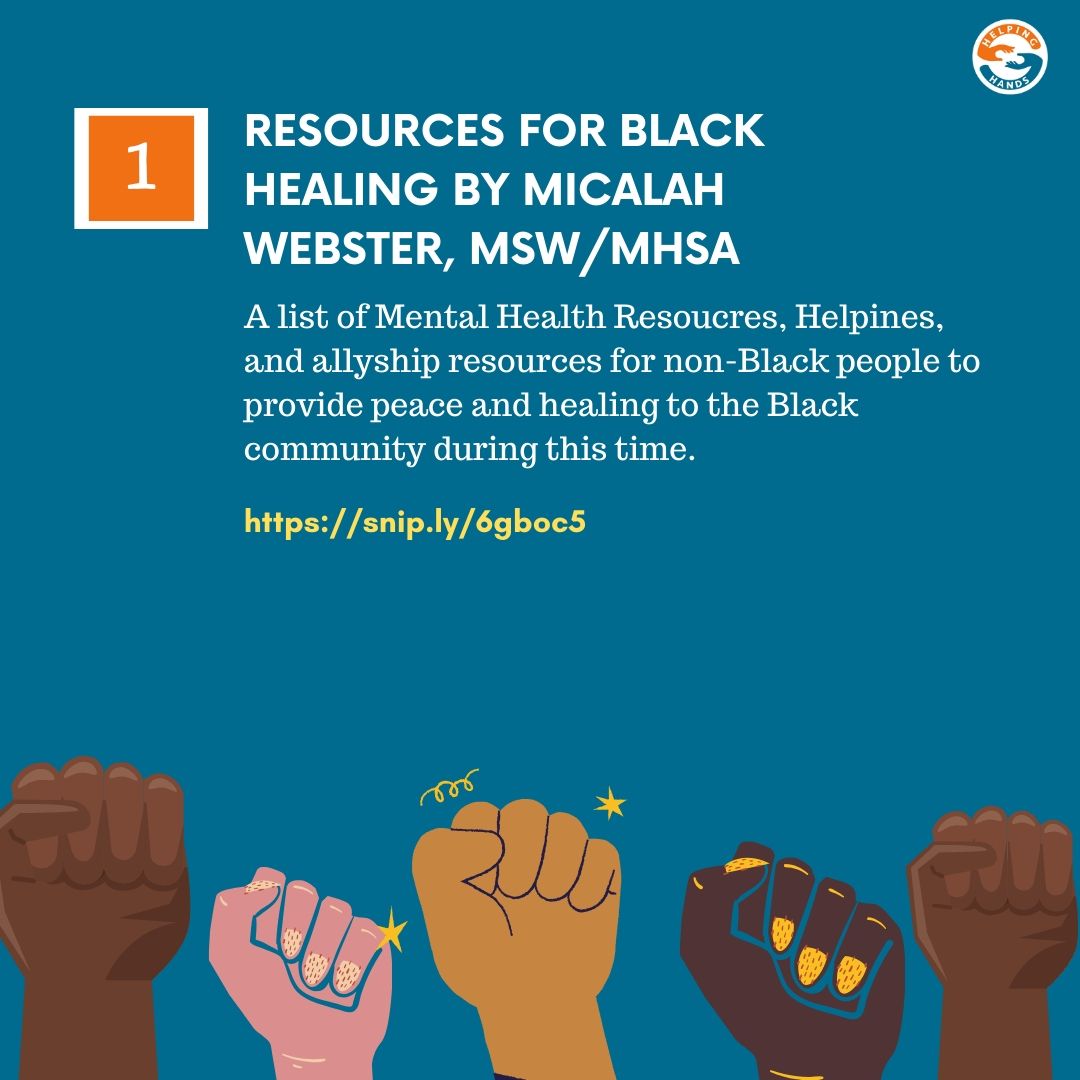 HELPING
HANDS
1
RESOURCES FOR BLACK
HEALING BY MICALAH
WEBSTER, MSW/MHSA
A list of Mental Health Resoucres, Helpines,
and allyship resources for non-Black people to
provide peace and healing to the Black
community during this time.
https://snip.ly/6gboc5